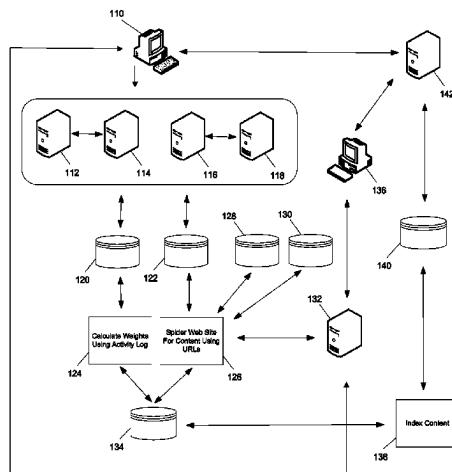 110
142
112
114
116
118
136
128
130
120
122
140
132
Calculate Weights
Using Activity Log
Spider Web Site
For Content Using
URLs
124
126
134
Index Content
138